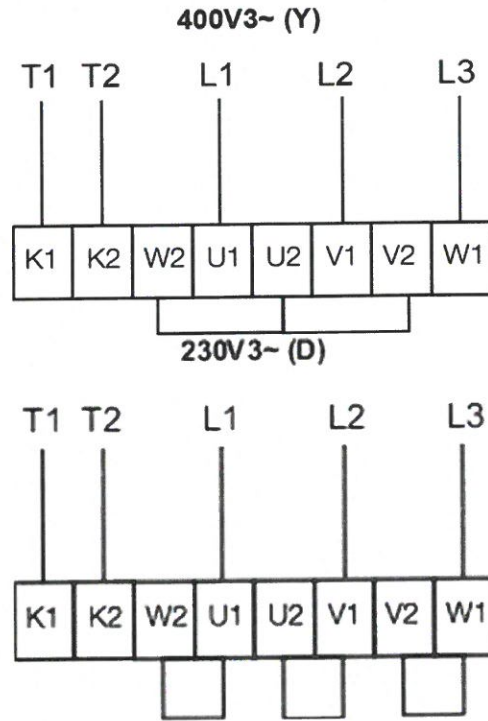 400V3~ (Y)
T1 T2 L1 L2 L3
K1 K2 W2 U1 U2 V1 V2 W1
230V3~ (D)
T1 T2 L1 L2 L3
K1 K2 W2 U1 U2 V1 V2 W1